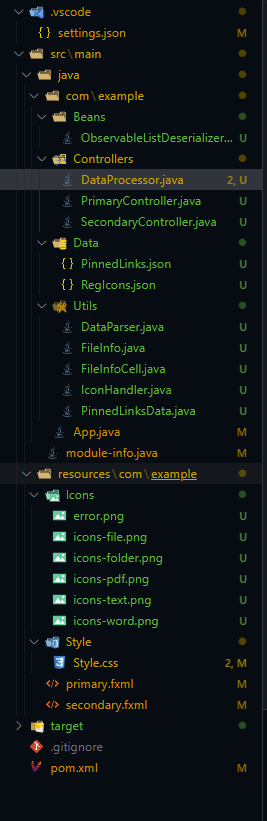 .vscode
{ } settings.json M
src\main
java
com\example
Beans
ObservableListDeserializer... U
Controllers
DataProcessor.java 2, U
PrimaryController.java U
SecondaryController.java U
Data
{ } PinnedLinks.json U
{ } RegIcons.json U
Utils
DataParser.java U
FileInfo.java U
FileInfoCell.java U
IconHandler.java U
PinnedLinksData.java U
App.java M
module-info.java M
resources\com\example
Icons
error.png U
icons-file.png U
icons-folder.png U
icons-pdf.png U
icons-text.png U
icons-word.png U
Style
Style.css 2, M
primary.fxml M
secondary.fxml M
target
.gitignore
pom.xml M